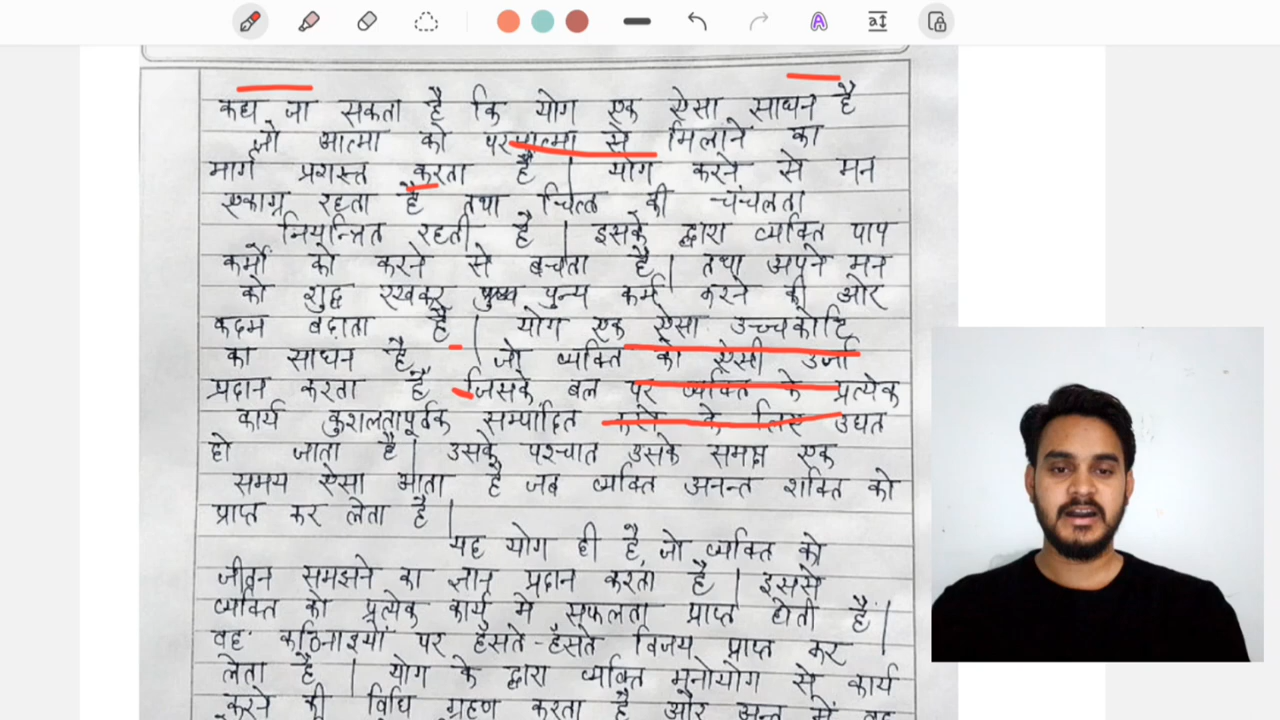 कहा जा सकता है कि योग एक ऐसा साधन है
जो आत्मा को परमात्मा से मिलाने का
मार्ग प्रशस्त करता है | योग करने से मन
एकाग्र रहता है तथा चित्त की चंचलता
नियन्त्रित रहती है | इसके द्वारा व्यक्ति पाप
कर्मों को करने से बचता है | तथा अपने मन
को शुद्ध रखकर पुन्य कर्म करने की ओर
कदम बढ़ाता है | योग एक ऐसा उच्चकोटि
का साधन है जो व्यक्ति को ऐसी उर्जा
प्रदान करता है जिसके बल पर व्यक्ति के प्रत्येक
कार्य कुशलतापूर्वक सम्पादित करने के लिए उद्यत
हो जाता है | उसके पश्चात उसके समक्ष एक
समय ऐसा आता है जब व्यक्ति अनन्त शक्ति को
प्राप्त कर लेता है |
यह योग ही है, जो व्यक्ति को
जीवन समझने का ज्ञान प्रदान करता है | इससे
व्यक्ति को प्रत्येक कार्य में सफलता प्राप्त होती है |
वह कठिनाइयों पर हँसते-हँसते विजय प्राप्त कर
लेता है | योग के द्वारा व्यक्ति मनोयोग से कार्य
करने की विधि ग्रहण करता है और अन्त में वह